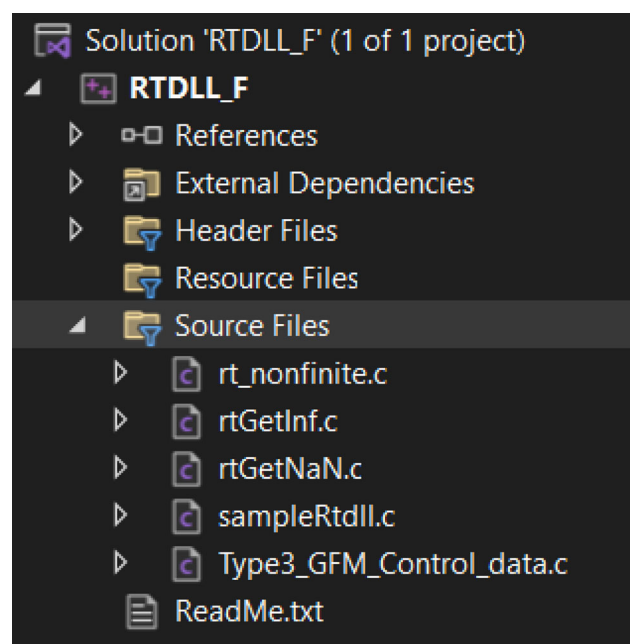 Solution 'RTDLL_F' (1 of 1 project)
RTDLL_F
References
External Dependencies
Header Files
Resource Files
Source Files
rt_nonfinite.c
rtGetInf.c
rtGetNaN.c
sampleRtdll.c
Type3_GFM_Control_data.c
ReadMe.txt